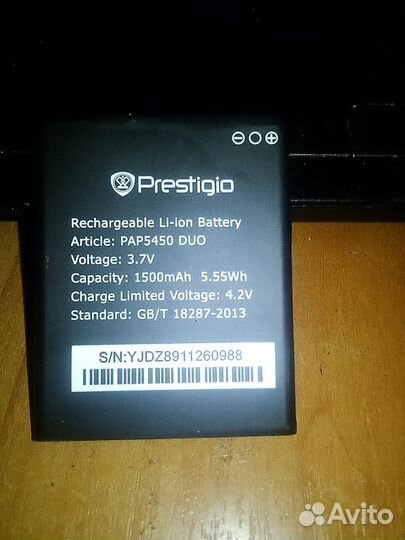 Prestigio
Rechargeable Li-ion Battery
Article: PAP5450 DUO
Voltage: 3.7V
Capacity: 1500mAh 5.55Wh
Charge Limited Voltage: 4.2V
Standard: GB/T 18287-2013
S/N:YJDZ8911260988
Avito